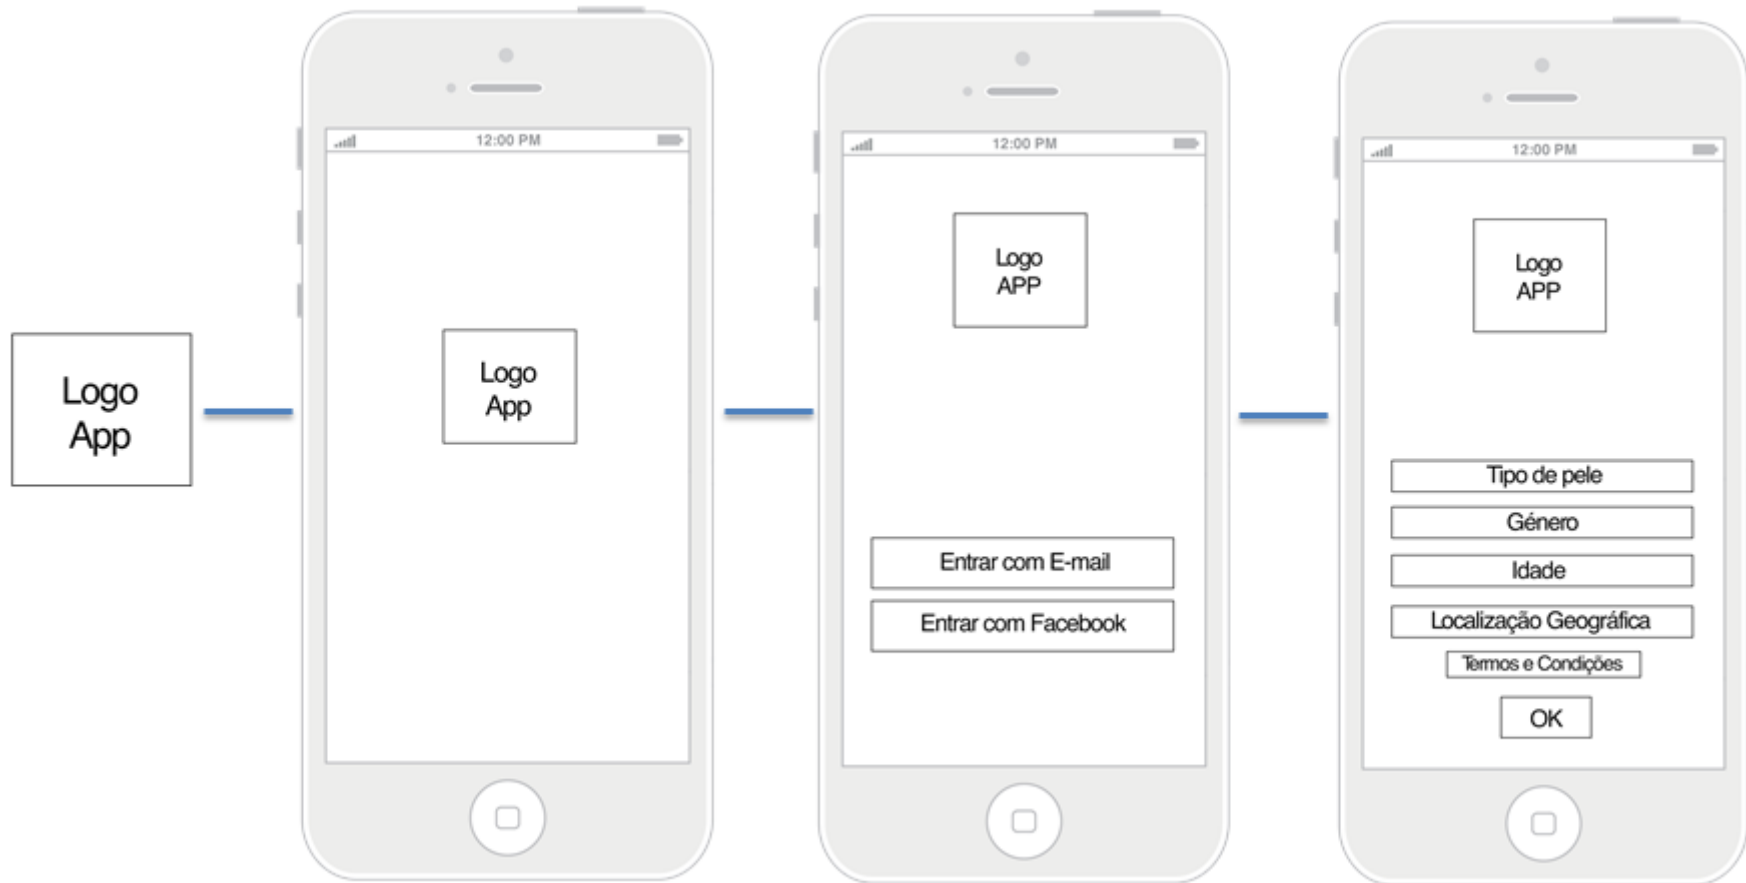 Logo
App
12:00 PM
Logo
App
12:00 PM
Logo
APP
Entrar com E-mail
Entrar com Facebook
12:00 PM
Logo
APP
Tipo de pele
Género
Idade
Localização Geográfica
Termos e Condições
OK